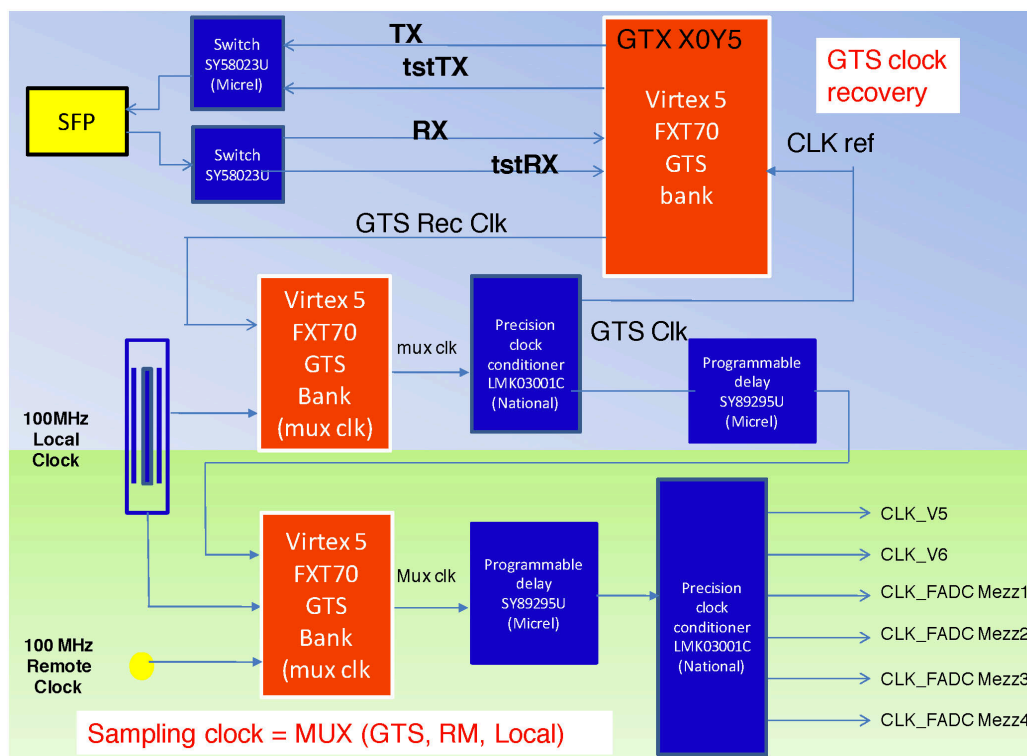 TX
Switch
SY58023U
(Micrel)
tstTX
GTX X0Y5
Virtex 5
FXT70
GTS
bank
GTS clock
recovery
SFP
Switch
SY58023U
RX
tstRX
CLK ref
GTS Rec Clk
Virtex 5
FXT70
GTS
Bank
(mux clk)
mux clk
Precision
clock
conditioner
LMK03001C
(National)
GTS Clk
Programmable
delay
SY89295U
(Micrel)
100MHz
Local
Clock
Virtex 5
FXT70
GTS
Bank
(mux clk
Mux clk
Programmable
delay
SY89295U
(Micrel)
Precision
clock
conditioner
LMK03001C
(National)
CLK_V5
CLK_V6
CLK_FADC Mezz1
CLK_FADC Mezz2
CLK_FADC Mezz3
CLK_FADC Mezz4
100 MHz
Remote
Clock
Sampling clock = MUX (GTS, RM, Local)